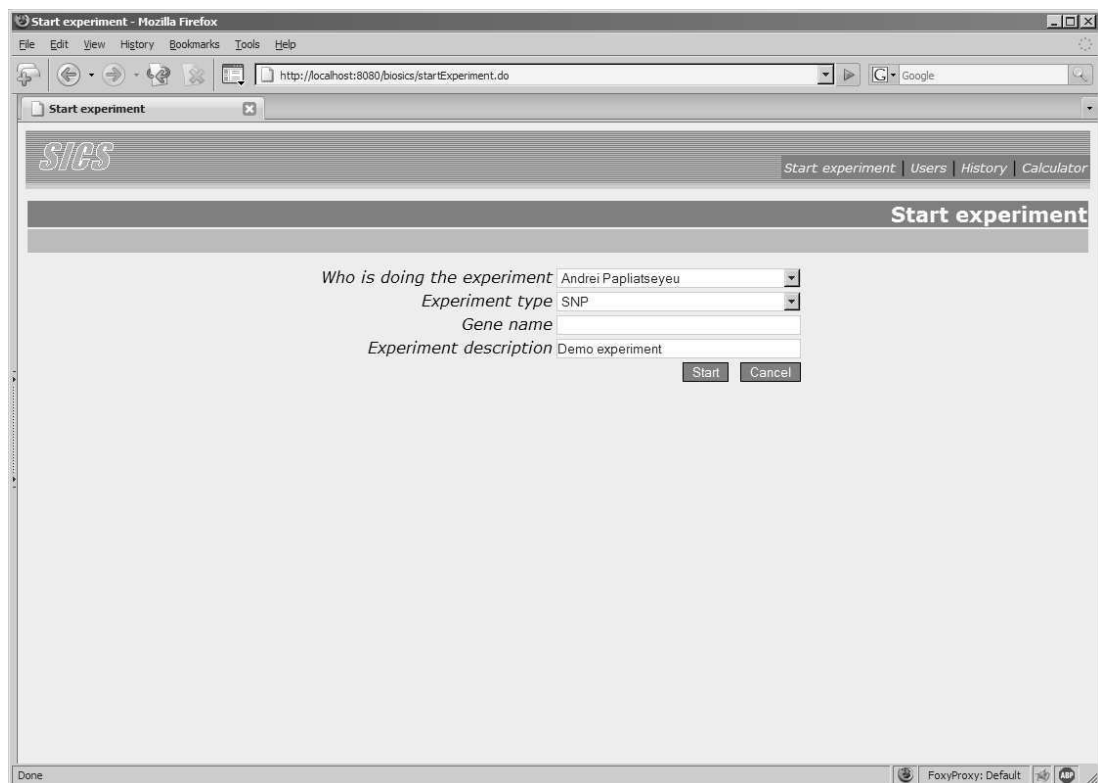 Start experiment - Mozilla Firefox
File Edit View History Bookmarks Tools Help
http://localhost:8080/biosics/startExperiment.do
G Google
Start experiment
SICS
Start experiment | Users | History | Calculator
Start experiment
Who is doing the experiment Andrei Papliatseyeu
Experiment type SNP
Gene name
Experiment description Demo experiment
Start Cancel
Done FoxyProxy: Default ABP